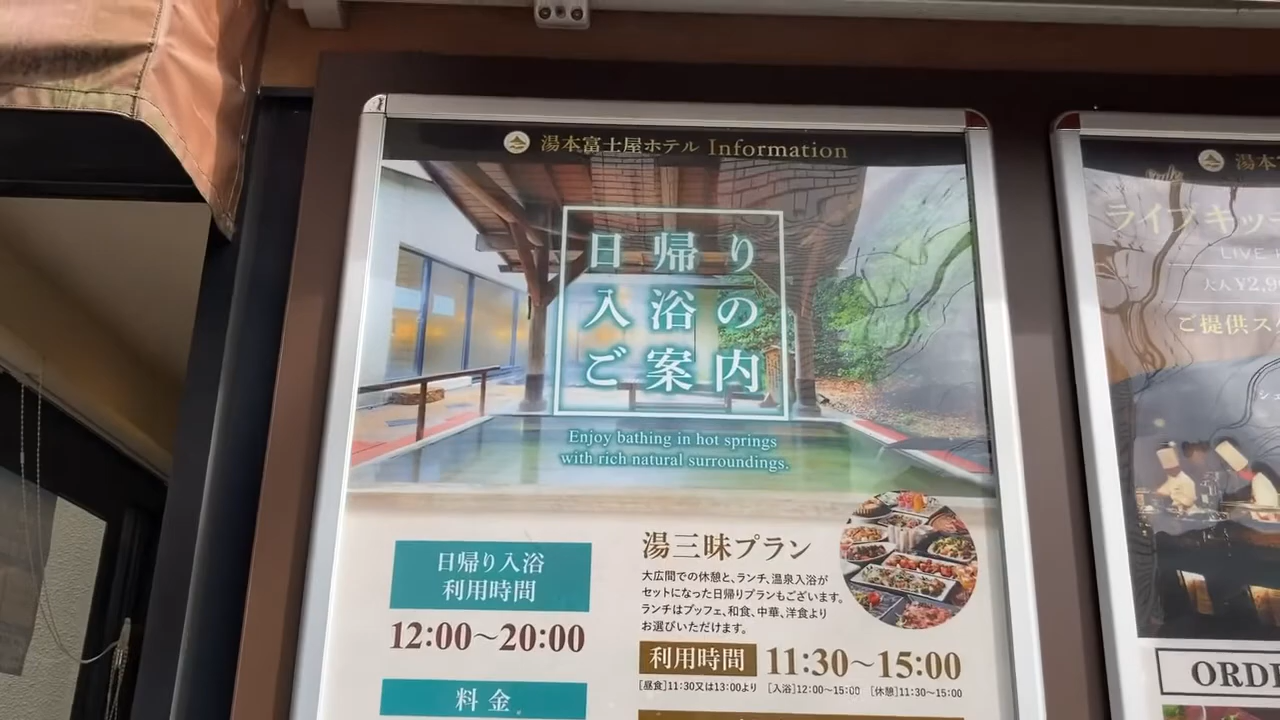 湯本富士屋ホテル Information
日帰り
入浴の
ご案内
Enjoy bathing in hot springs
with rich natural surroundings.
日帰り入浴
利用時間
12:00～20:00
料金
湯三昧プラン
大広間での休憩と、ランチ、温泉入浴が
セットになった日帰りプランもございます。
ランチはブッフェ、和食、中華、洋食より
お選びいただけます。
利用時間 11:30～15:00
[昼食]11:30又は13:00より [入浴]12:00～15:00 [休憩]11:30～15:00
湯本
ライブキッチ
LIVE
大人 ¥2,9
ご提供ス
シェ
ORDE